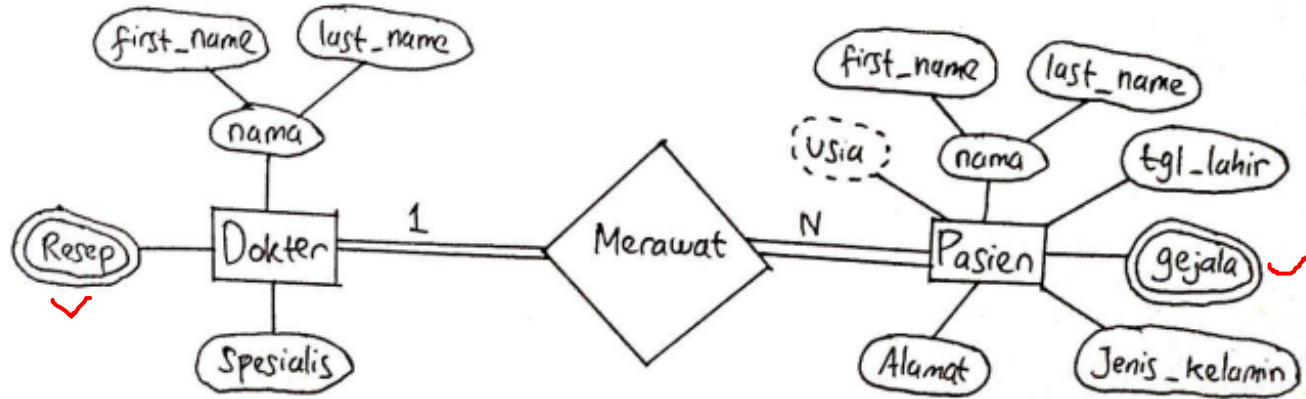 first_name
last_name
nama
Resep
Dokter
Spesialis
1
Merawat
N
first_name
last_name
usia
nama
tgl_lahir
Pasien
gejala
Alamat
Jenis_kelamin